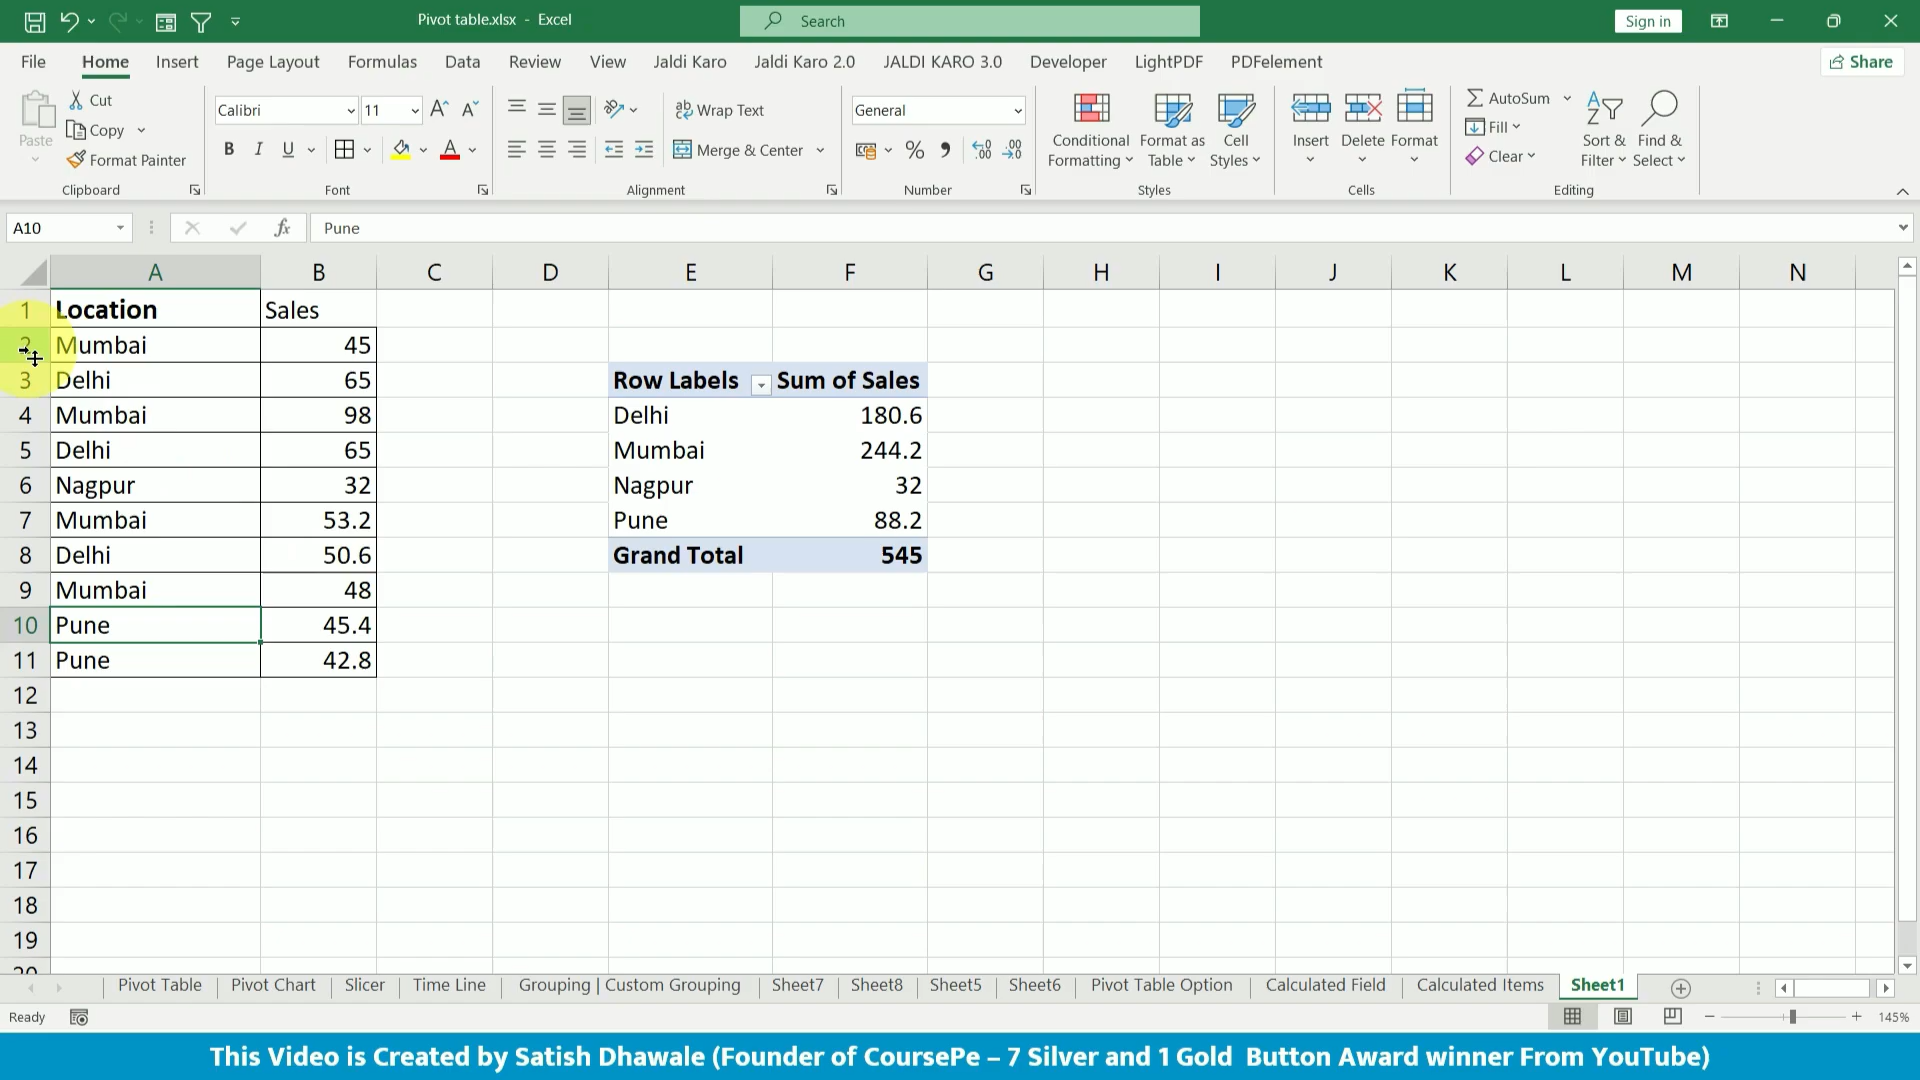 Pivot table.xlsx - Excel
Search
Sign in
File Home Insert Page Layout Formulas Data Review View Jaldi Karo Jaldi Karo 2.0 JALDI KARO 3.0 Developer LightPDF PDFelement Share
Paste
Cut
Copy
Format Painter
Clipboard
Calibri 11
B I U
Font
Wrap Text
Merge & Center
Alignment
General
Number
Conditional Formatting
Format as Table
Cell Styles
Styles
Insert
Delete
Format
Cells
AutoSum
Fill
Clear
Sort & Filter
Find & Select
Editing
A10 fx Pune
A B C D E F G H I J K L M N
1 Location Sales
2 Mumbai 45
3 Delhi 65 Row Labels Sum of Sales
4 Mumbai 98 Delhi 180.6
5 Delhi 65 Mumbai 244.2
6 Nagpur 32 Nagpur 32
7 Mumbai 53.2 Pune 88.2
8 Delhi 50.6 Grand Total 545
9 Mumbai 48
10 Pune 45.4
11 Pune 42.8
12
13
14
15
16
17
18
19
20
Pivot Table Pivot Chart Slicer Time Line Grouping | Custom Grouping Sheet7 Sheet8 Sheet5 Sheet6 Pivot Table Option Calculated Field Calculated Items Sheet1
Ready 145%
This Video is Created by Satish Dhawale (Founder of CoursePe – 7 Silver and 1 Gold Button Award winner From YouTube)